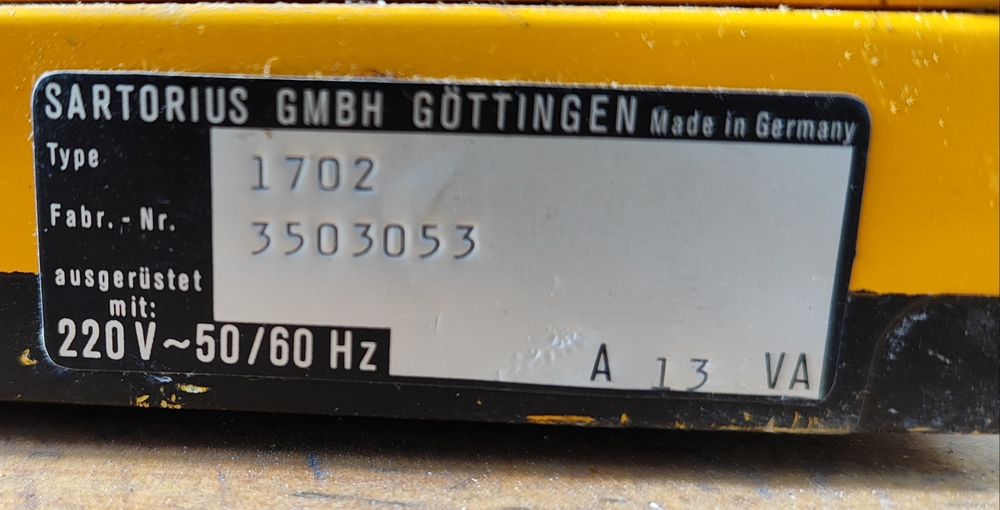 SARTORIUS GMBH GÖTTINGEN Made in Germany
Type 1702
Fabr.-Nr. 3503053
ausgerüstet
mit:
220 V~50/60 Hz A 13 VA